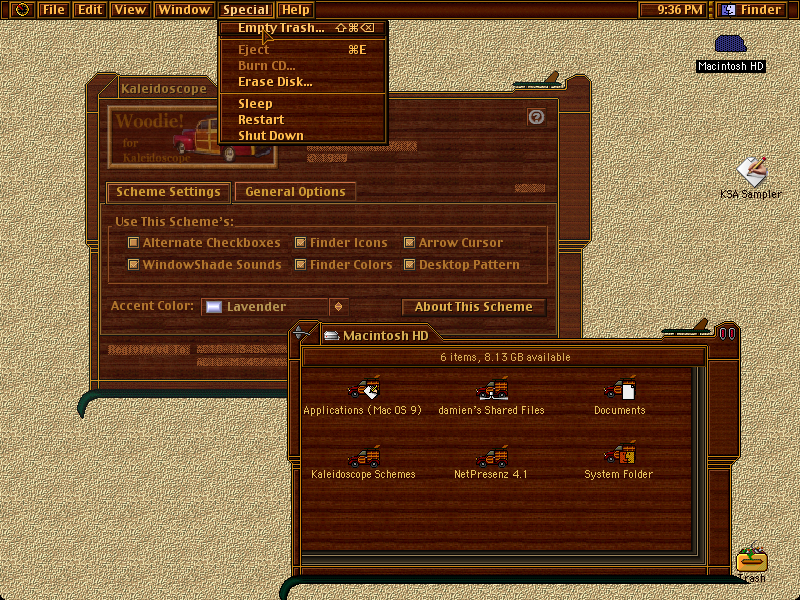 File Edit View Window Special Help 9:36 PM Finder
Empty Trash... ⇧⌘⌫
Eject ⌘E
Burn CD...
Erase Disk...
Sleep
Restart
Shut Down
Macintosh HD
KSA Sampler
Trash
Kaleidoscope
Woodie!
for
Kaleidoscope
Scheme Settings General Options
Use This Scheme's:
Alternate Checkboxes Finder Icons Arrow Cursor
WindowShade Sounds Finder Colors Desktop Pattern
Accent Color: Lavender About This Scheme
Registered to
Macintosh HD
6 items, 8.13 GB available
Applications (Mac OS 9) damien's Shared Files Documents
Kaleidoscope Schemes NetPresenz 4.1 System Folder